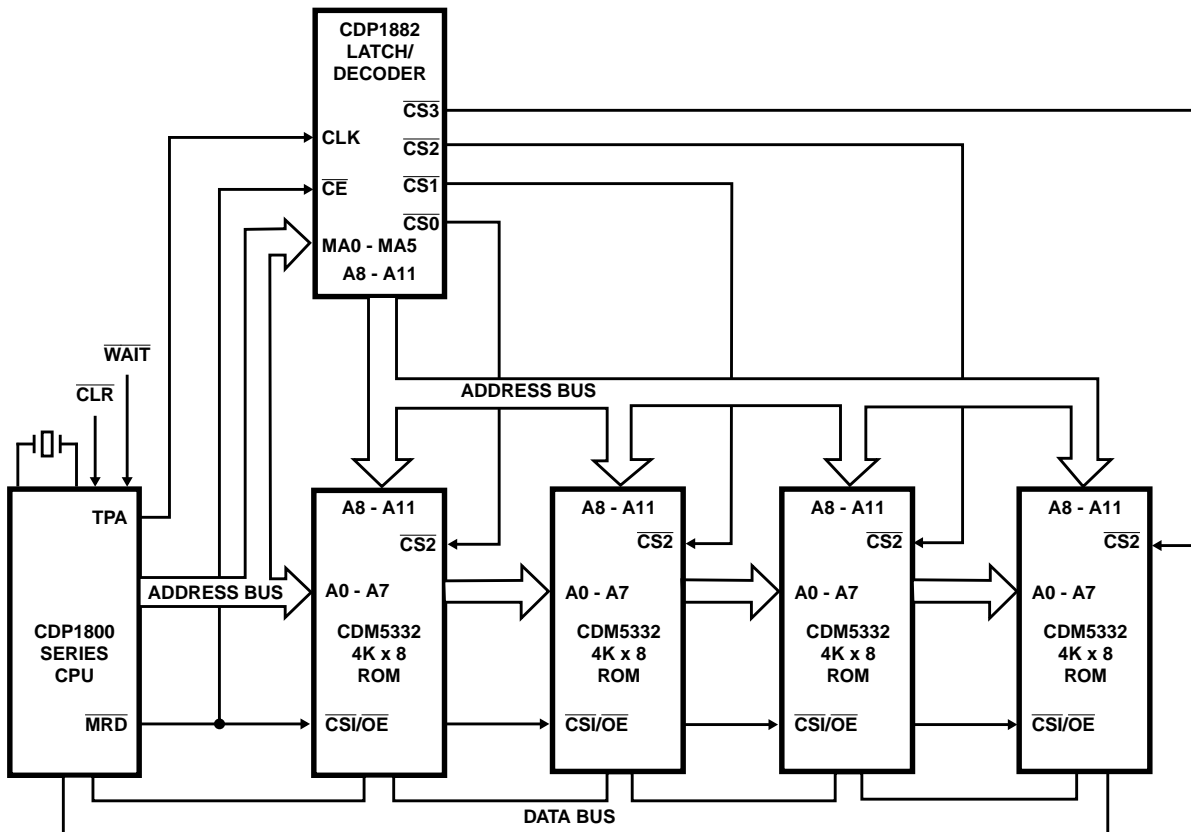 CDP1882
LATCH/
DECODER
CS3
CLK
CS2
CE
CS1
CS0
MA0 - MA5
A8 - A11
WAIT
CLR
ADDRESS BUS
TPA
ADDRESS BUS
CDP1800
SERIES
CPU
MRD
A8 - A11
CS2
A0 - A7
CDM5332
4K x 8
ROM
CSI/OE
A8 - A11
CS2
A0 - A7
CDM5332
4K x 8
ROM
CSI/OE
A8 - A11
CS2
A0 - A7
CDM5332
4K x 8
ROM
CSI/OE
A8 - A11
CS2
A0 - A7
CDM5332
4K x 8
ROM
CSI/OE
DATA BUS